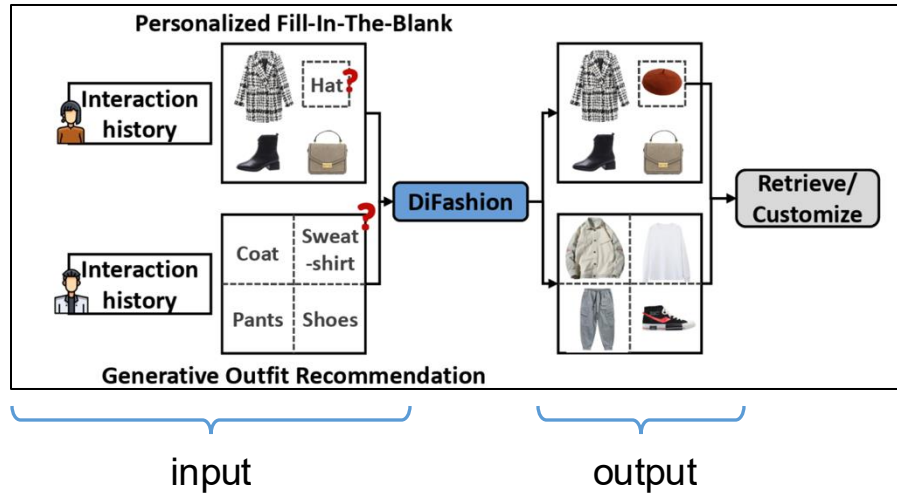 Personalized Fill-In-The-Blank
Interaction
history
Hat?
DiFashion
Retrieve/
Customize
Interaction
history
?
Coat
Sweat
-shirt
Pants
Shoes
Generative Outfit Recommendation
input
output